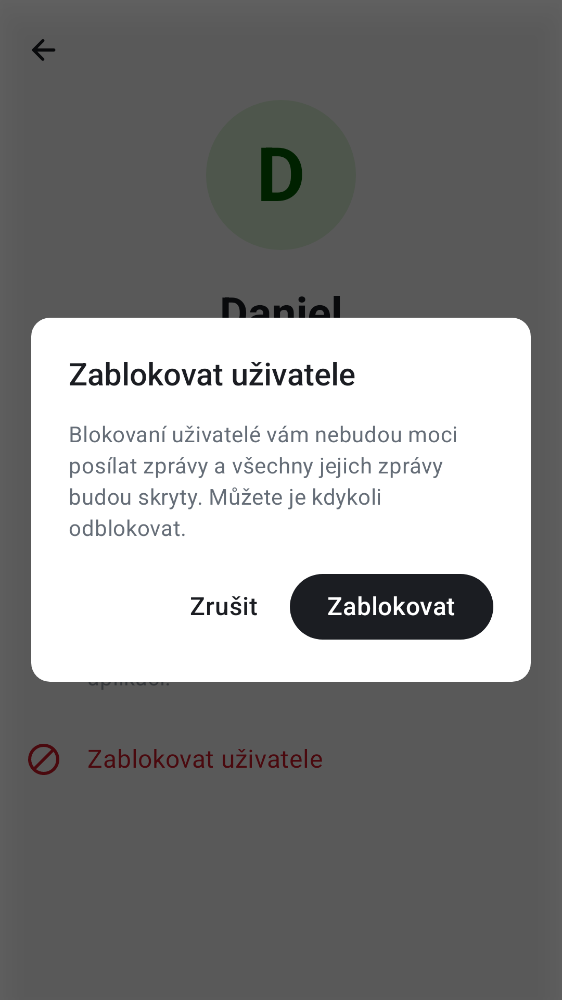 D
Daniel
Zablokovat uživatele
Blokovaní uživatelé vám nebudou moci
posílat zprávy a všechny jejich zprávy
budou skryty. Můžete je kdykoli
odblokovat.
Zrušit
Zablokovat
aplikaci.
Zablokovat uživatele